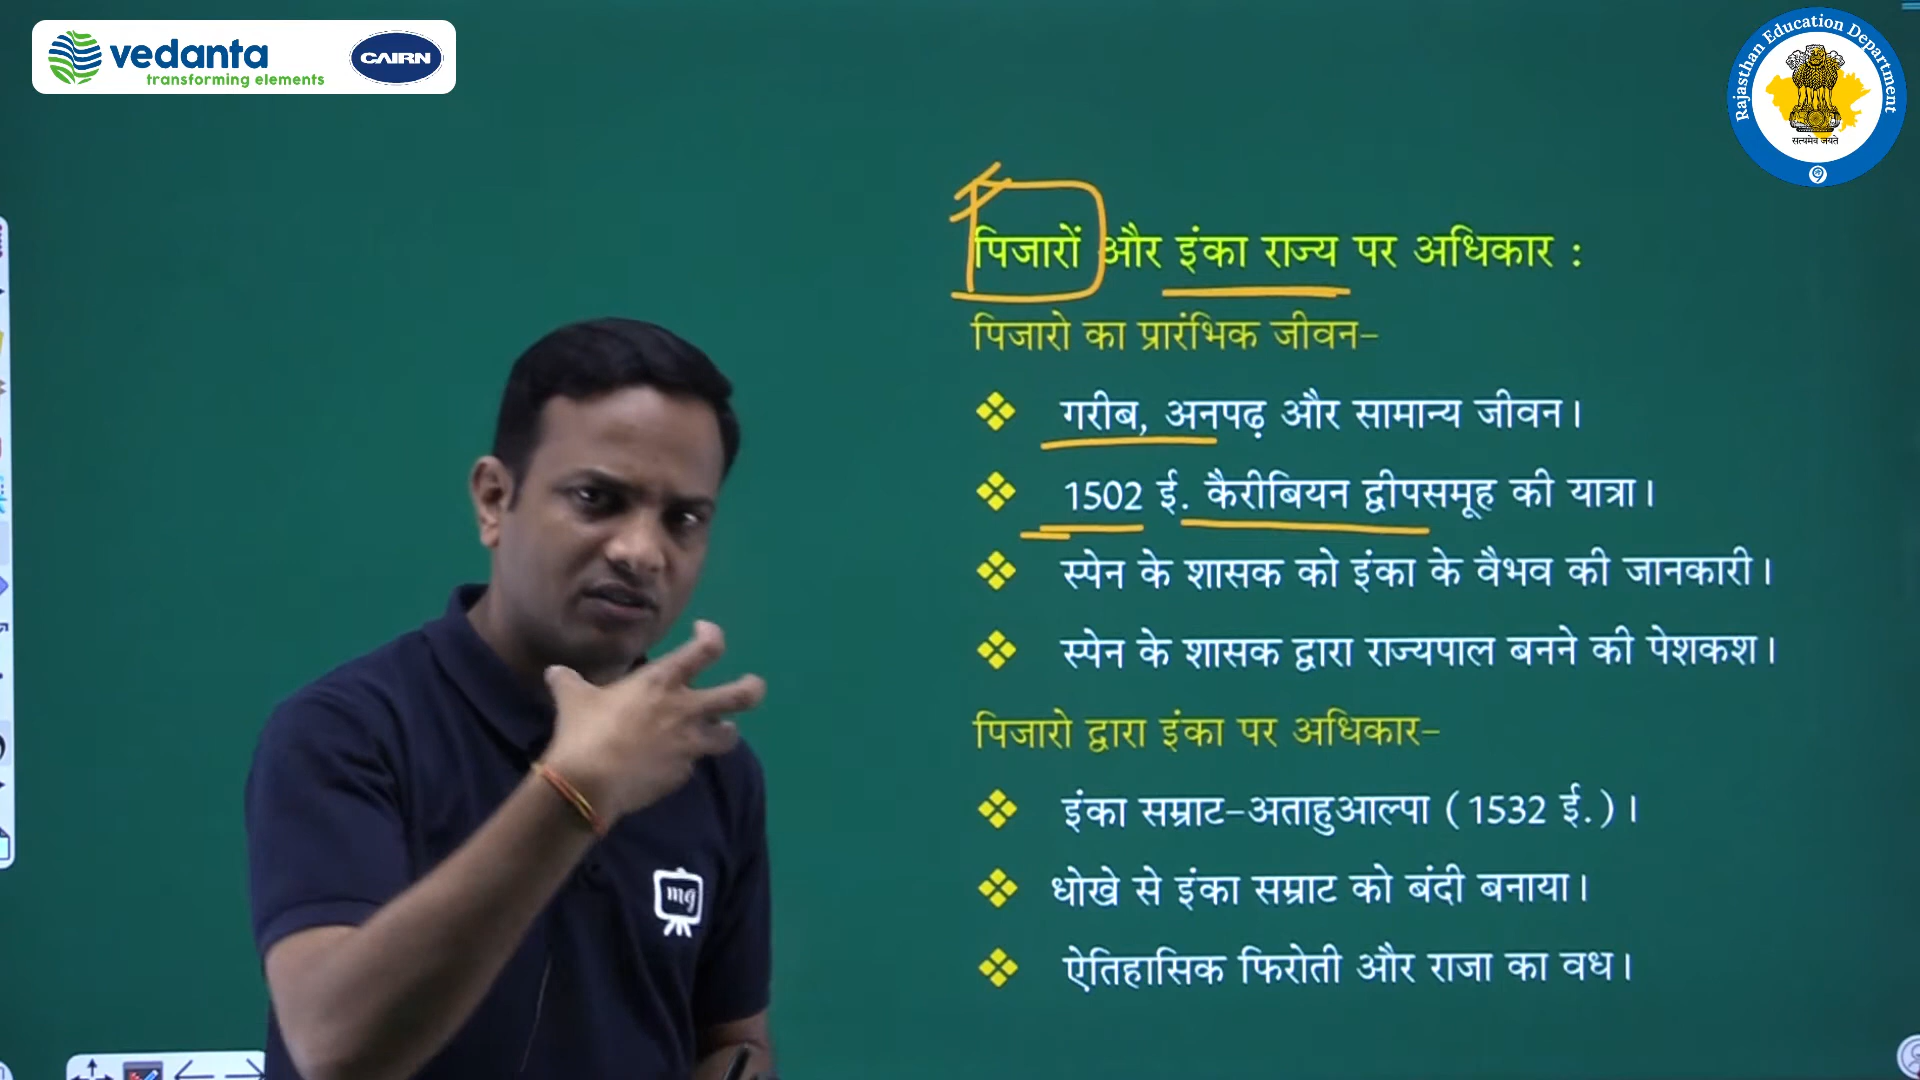 vedanta
transforming elements
CAIRN
Rajasthan Education Department
सत्यमेव जयते
पिजारों और इंका राज्य पर अधिकार :
पिजारो का प्रारंभिक जीवन–
गरीब, अनपढ़ और सामान्य जीवन।
1502 ई. कैरीबियन द्वीपसमूह की यात्रा।
स्पेन के शासक को इंका के वैभव की जानकारी।
स्पेन के शासक द्वारा राज्यपाल बनने की पेशकश।
पिजारो द्वारा इंका पर अधिकार–
इंका सम्राट–अताहुआल्पा (1532 ई.)।
धोखे से इंका सम्राट को बंदी बनाया।
ऐतिहासिक फिरोती और राजा का वध।
mg